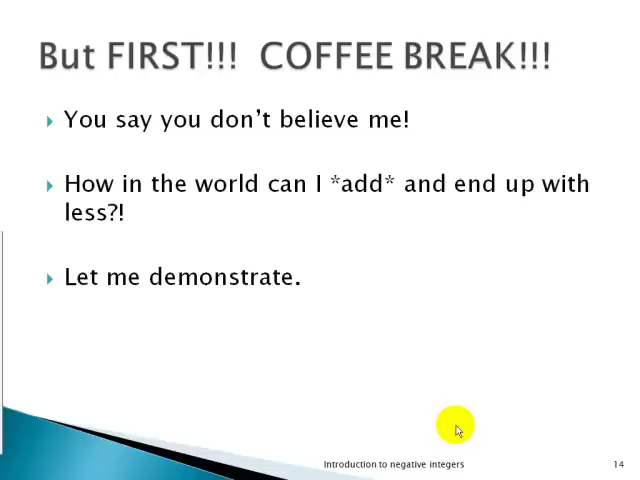 But FIRST!!! COFFEE BREAK!!!
You say you don’t believe me!
How in the world can I *add* and end up with
less?!
Let me demonstrate.
Introduction to negative integers
14